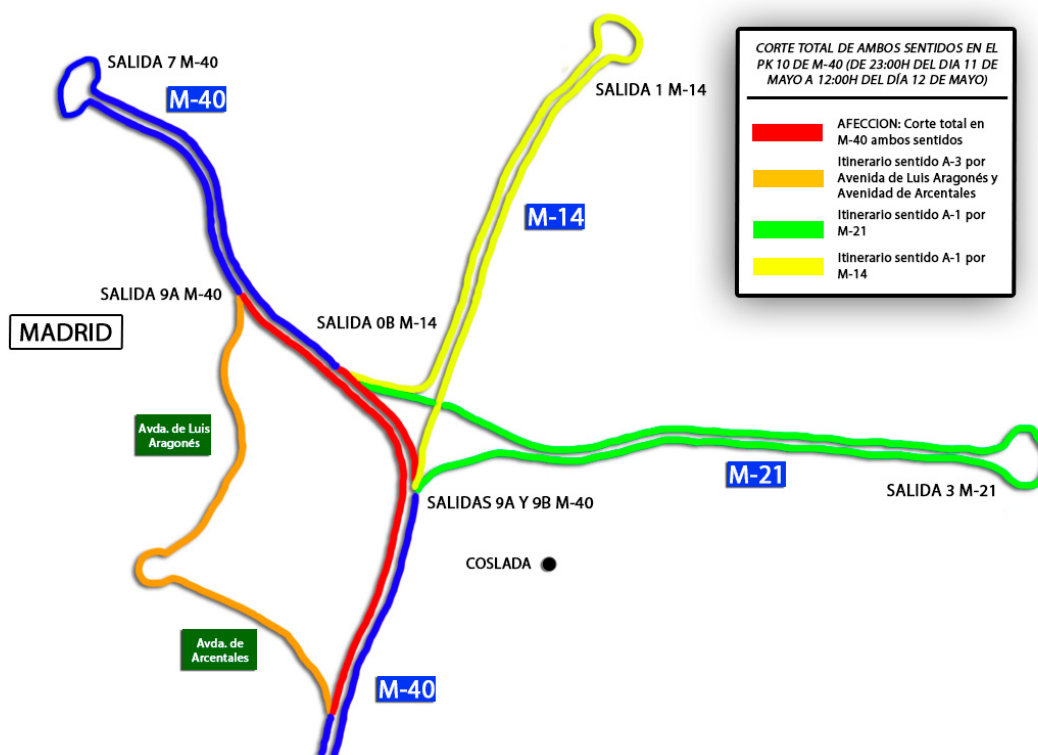 SALIDA 7 M-40
M-40
SALIDA 1 M-14
M-14
CORTE TOTAL DE AMBOS SENTIDOS EN EL
PK 10 DE M-40 (DE 23:00H DEL DIA 11 DE
MAYO A 12:00H DEL DÍA 12 DE MAYO)
AFECCION: Corte total en
M-40 ambos sentidos
Itinerario sentido A-3 por
Avenida de Luis Aragonés y
Avenidad de Arcentales
Itinerario sentido A-1 por
M-21
Itinerario sentido A-1 por
M-14
SALIDA 9A M-40
MADRID
SALIDA 0B M-14
Avda. de Luis
Aragonés
M-21
SALIDA 3 M-21
SALIDAS 9A Y 9B M-40
COSLADA
Avda. de
Arcentales
M-40